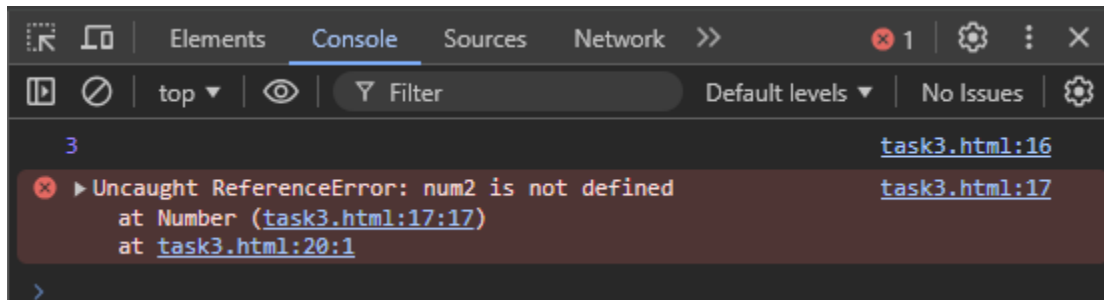 Elements Console Sources Network >> 1
top ▼ Filter Default levels ▼ No Issues
3 task3.html:16
▶Uncaught ReferenceError: num2 is not defined task3.html:17
at Number (task3.html:17:17)
at task3.html:20:1
>